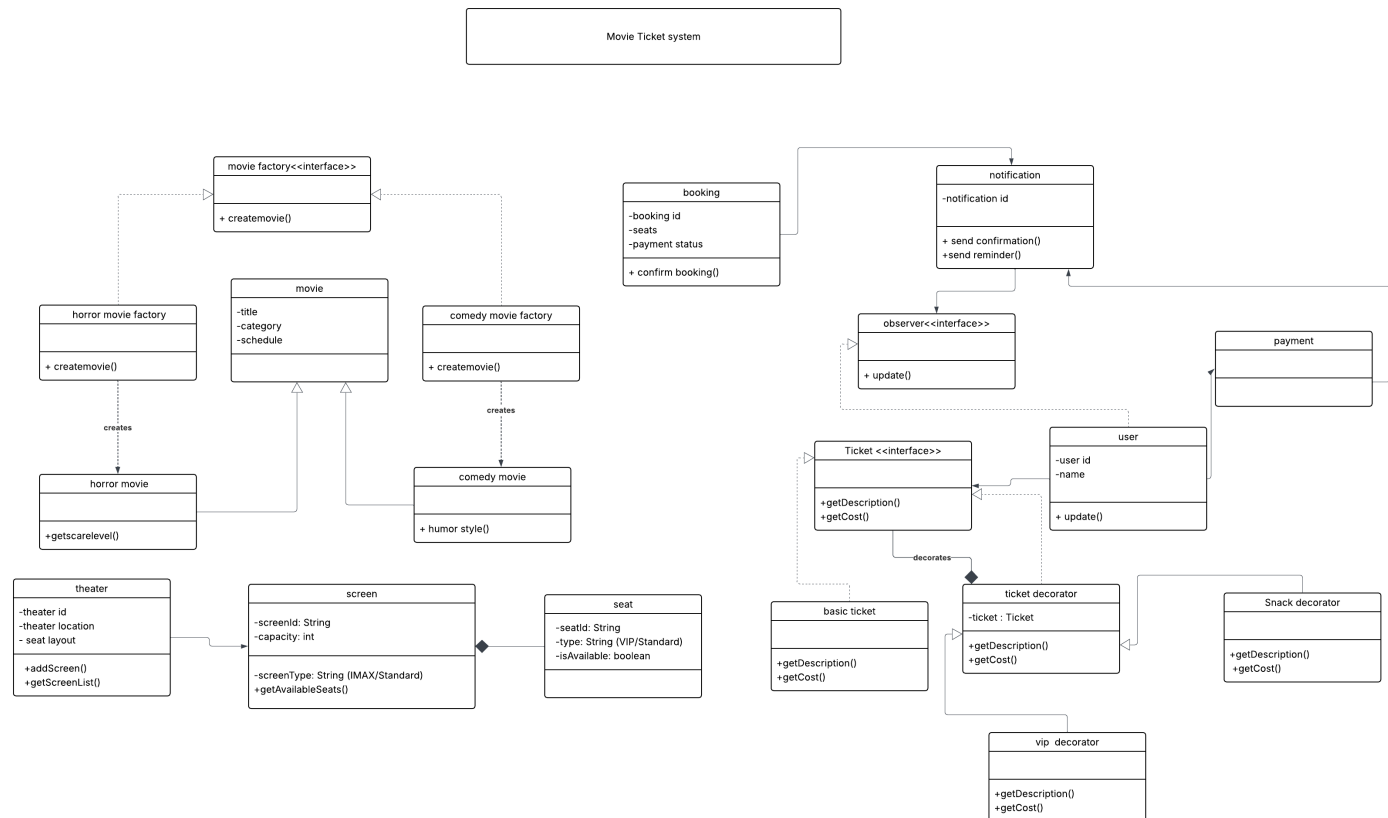 Movie Ticket system
movie factory<<interface>>
+ createmovie()
horror movie factory
+ createmovie()
movie
-title
-category
-schedule
comedy movie factory
+ createmovie()
creates
creates
horror movie
+getscarelevel()
comedy movie
+ humor style()
theater
-theater id
-theater location
- seat layout
+addScreen()
+getScreenList()
screen
-screenId: String
-capacity: int
-screenType: String (IMAX/Standard)
+getAvailableSeats()
seat
-seatId: String
-type: String (VIP/Standard)
-isAvailable: boolean
booking
-booking id
-seats
-payment status
+ confirm booking()
notification
-notification id
+ send confirmation()
+send reminder()
observer<<interface>>
+ update()
payment
user
-user id
-name
+ update()
Ticket <<interface>>
+getDescription()
+getCost()
decorates
basic ticket
+getDescription()
+getCost()
ticket decorator
-ticket : Ticket
+getDescription()
+getCost()
Snack decorator
+getDescription()
+getCost()
vip decorator
+getDescription()
+getCost()